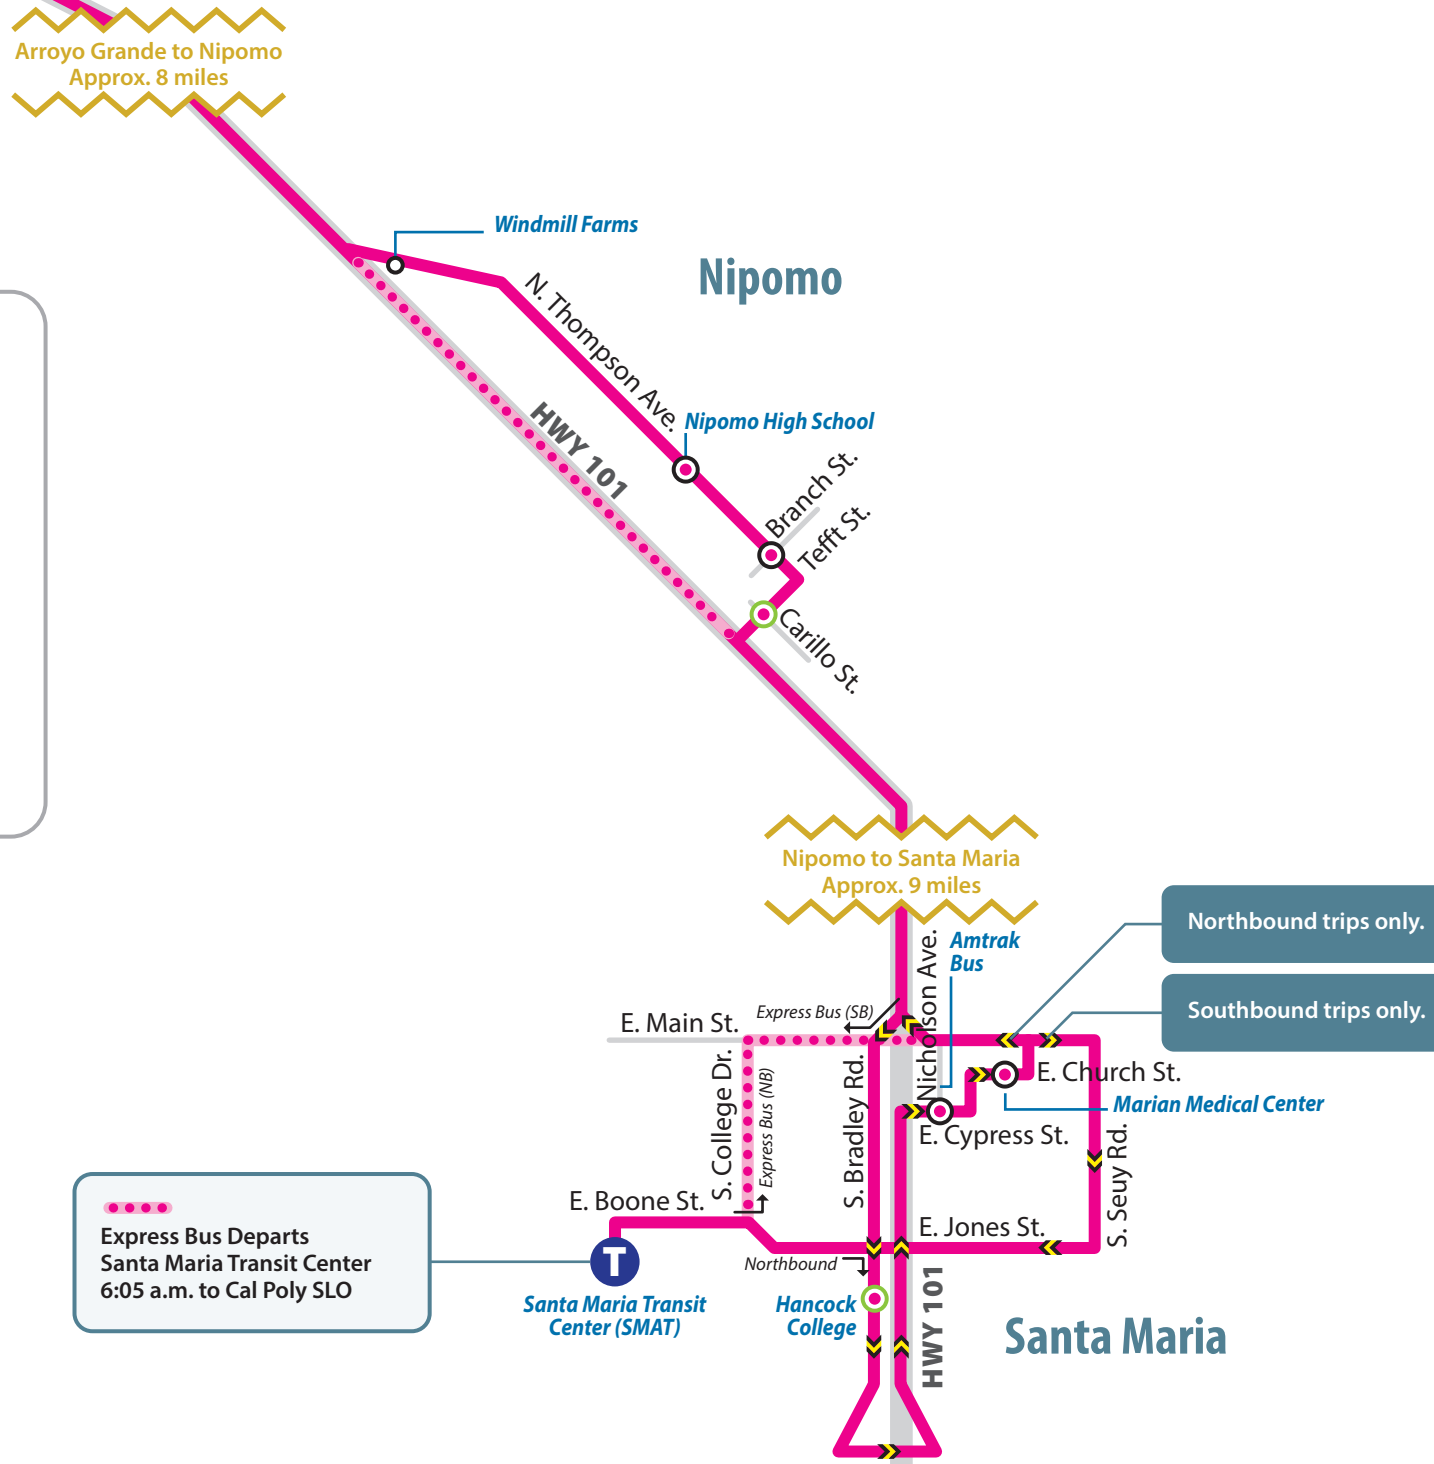 Arroyo Grande to Nipomo
Approx. 8 miles
Windmill Farms
Nipomo
N. Thompson Ave.
HWY 101
Nipomo High School
Branch St.
Tefft St.
Carillo St.
Nipomo to Santa Maria
Approx. 9 miles
Northbound trips only.
Amtrak
Bus
Nicholson Ave.
Southbound trips only.
Express Bus (SB)
E. Main St.
S. College Dr.
Express Bus (NB)
S. Bradley Rd.
E. Church St.
Marian Medical Center
E. Cypress St.
S. Seuy Rd.
E. Boone St.
E. Jones St.
Express Bus Departs
Santa Maria Transit Center
6:05 a.m. to Cal Poly SLO
T
Northbound
Santa Maria Transit
Center (SMAT)
Hancock
College
HWY 101
Santa Maria